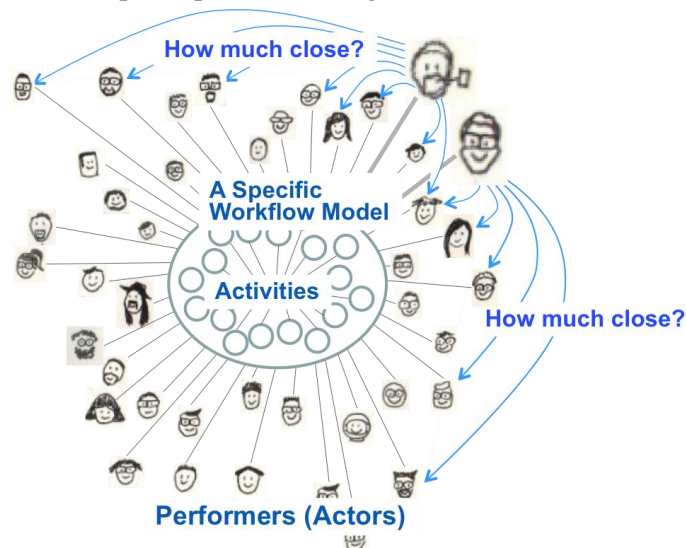 How much close?
A Specific
Workflow Model
Activities
How much close?
Performers (Actors)